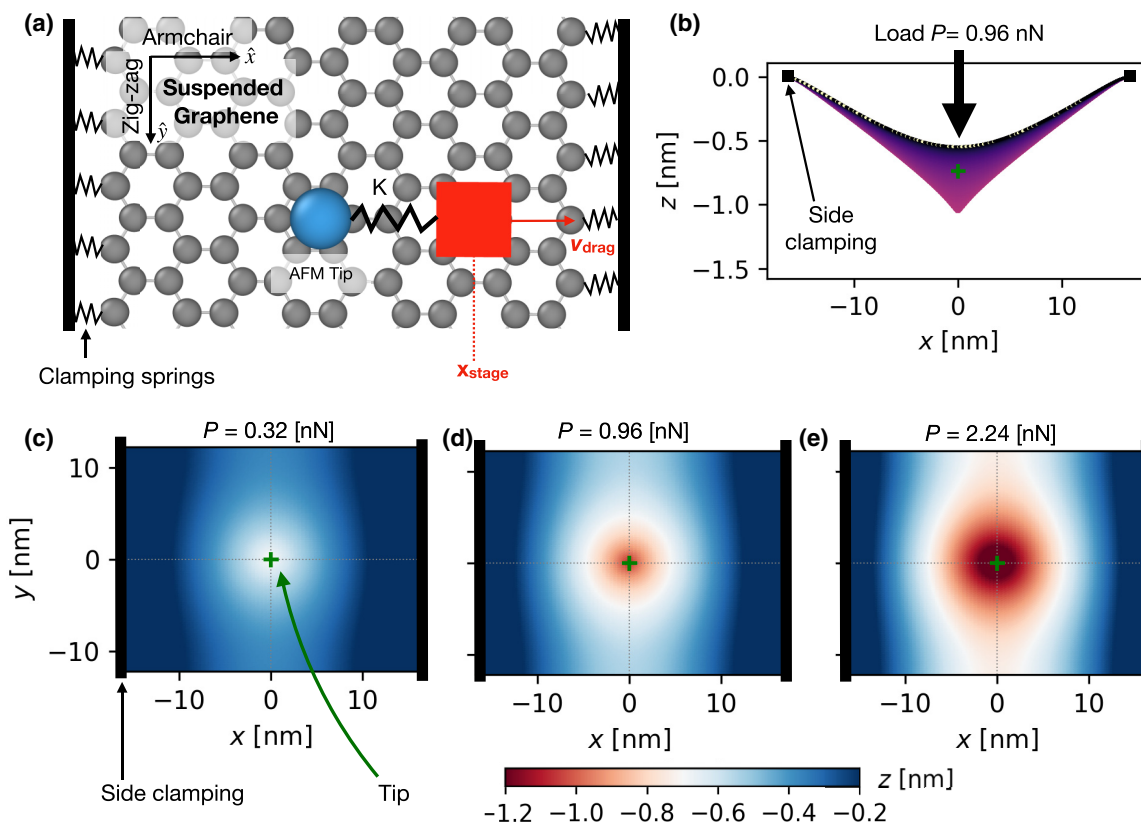 (a)
Armchair
x̂
Zig-zag
ŷ
Suspended
Graphene
K
AFM Tip
v_drag
x_stage
Clamping springs
(b)
Load P= 0.96 nN
0.0
−0.5
−1.0
−1.5
z [nm]
Side
clamping
−10
0
10
x [nm]
(c)
P = 0.32 [nN]
10
0
−10
y [nm]
−10
0
10
x [nm]
Side clamping
Tip
(d)
P = 0.96 [nN]
−10
0
10
x [nm]
(e)
P = 2.24 [nN]
−10
0
10
x [nm]
z [nm]
−1.2
−1.0
−0.8
−0.6
−0.4
−0.2